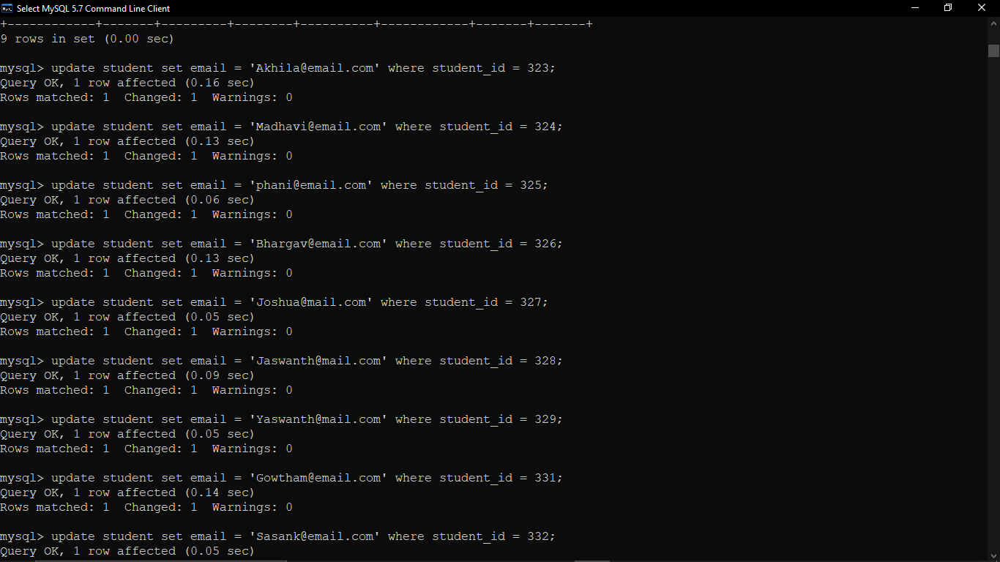 Select MySQL 5.7 Command Line Client
+------------+-------+---------+--------+----------+------------+-------+-------+
9 rows in set (0.00 sec)
mysql> update student set email = 'Akhila@email.com' where student_id = 323;
Query OK, 1 row affected (0.16 sec)
Rows matched: 1  Changed: 1  Warnings: 0
mysql> update student set email = 'Madhavi@email.com' where student_id = 324;
Query OK, 1 row affected (0.13 sec)
Rows matched: 1  Changed: 1  Warnings: 0
mysql> update student set email = 'phani@email.com' where student_id = 325;
Query OK, 1 row affected (0.06 sec)
Rows matched: 1  Changed: 1  Warnings: 0
mysql> update student set email = 'Bhargav@email.com' where student_id = 326;
Query OK, 1 row affected (0.13 sec)
Rows matched: 1  Changed: 1  Warnings: 0
mysql> update student set email = 'Joshua@mail.com' where student_id = 327;
Query OK, 1 row affected (0.05 sec)
Rows matched: 1  Changed: 1  Warnings: 0
mysql> update student set email = 'Jaswanth@mail.com' where student_id = 328;
Query OK, 1 row affected (0.09 sec)
Rows matched: 1  Changed: 1  Warnings: 0
mysql> update student set email = 'Yaswanth@mail.com' where student_id = 329;
Query OK, 1 row affected (0.05 sec)
Rows matched: 1  Changed: 1  Warnings: 0
mysql> update student set email = 'Gowtham@email.com' where student_id = 331;
Query OK, 1 row affected (0.14 sec)
Rows matched: 1  Changed: 1  Warnings: 0
mysql> update student set email = 'Sasank@email.com' where student_id = 332;
Query OK, 1 row affected (0.05 sec)